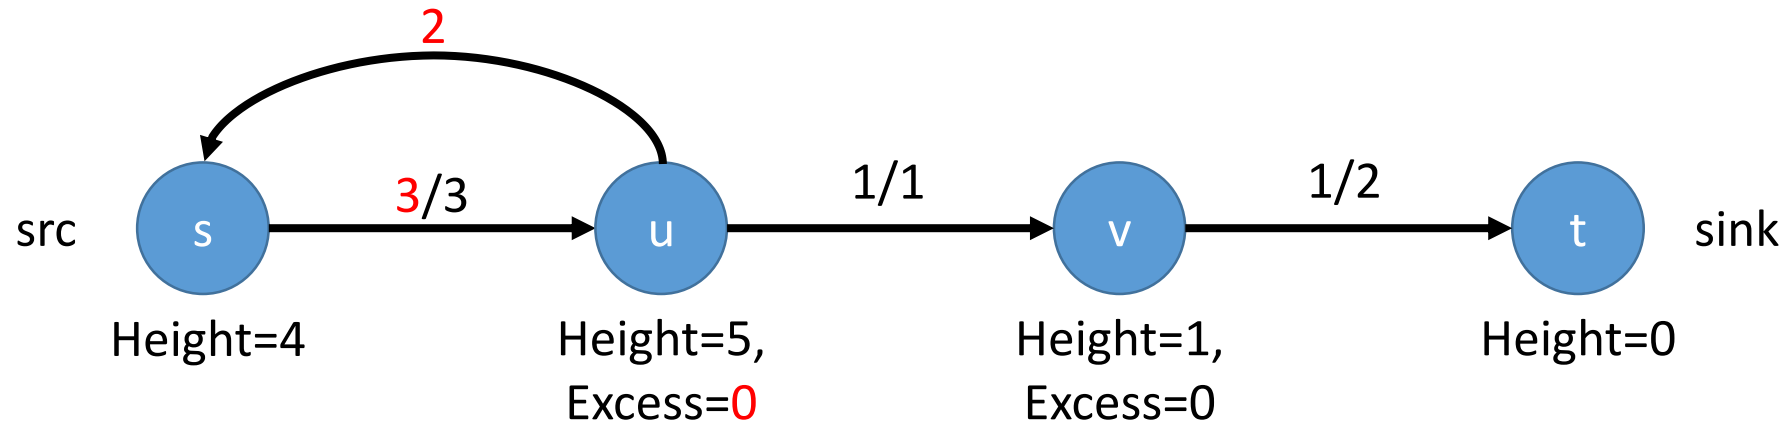 2
3/3
1/1
1/2
src
s
u
v
t
sink
Height=4
Height=5,
Excess=0
Height=1,
Excess=0
Height=0